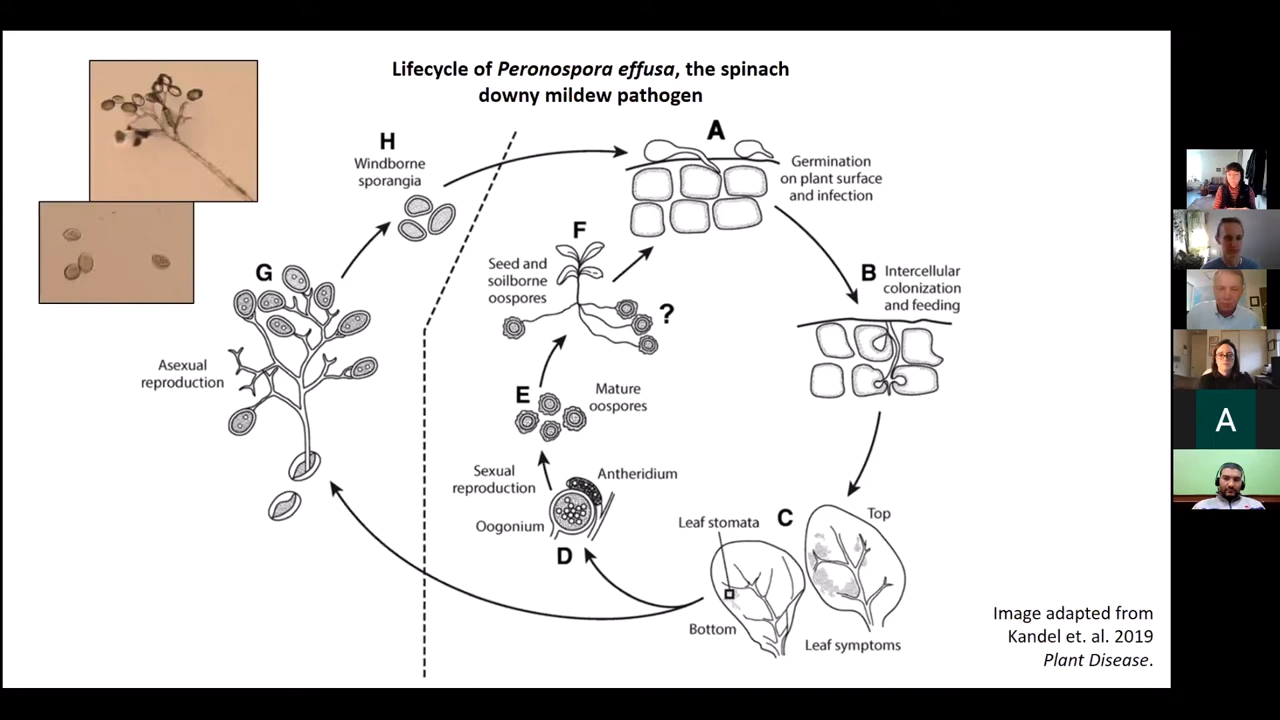 Lifecycle of Peronospora effusa, the spinach
downy mildew pathogen
H
Windborne
sporangia
A
Germination
on plant surface
and infection
F
Seed and
soilborne
oospores
?
G
Asexual
reproduction
B
Intercellular
colonization
and feeding
E
Mature
oospores
Sexual
reproduction
Antheridium
Oogonium
D
Leaf stomata
C
Top
Bottom
Leaf symptoms
Image adapted from
Kandel et. al. 2019
Plant Disease.
A